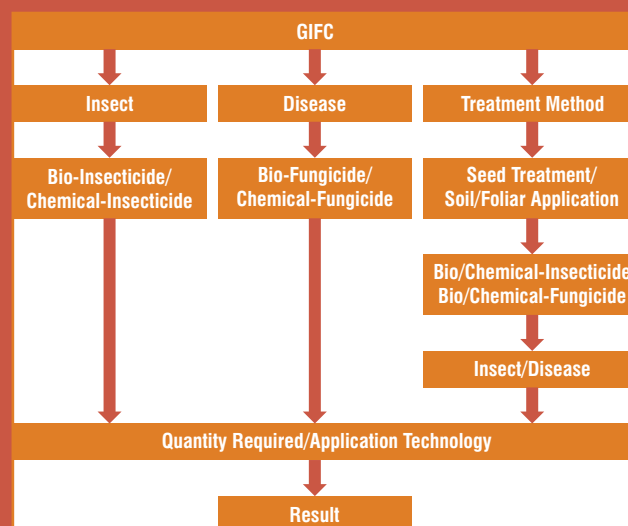 GIFC
Insect
Disease
Treatment Method
Bio-Insecticide/
Chemical-Insecticide
Bio-Fungicide/
Chemical-Fungicide
Seed Treatment/
Soil/Foliar Application
Bio/Chemical-Insecticide
Bio/Chemical-Fungicide
Insect/Disease
Quantity Required/Application Technology
Result